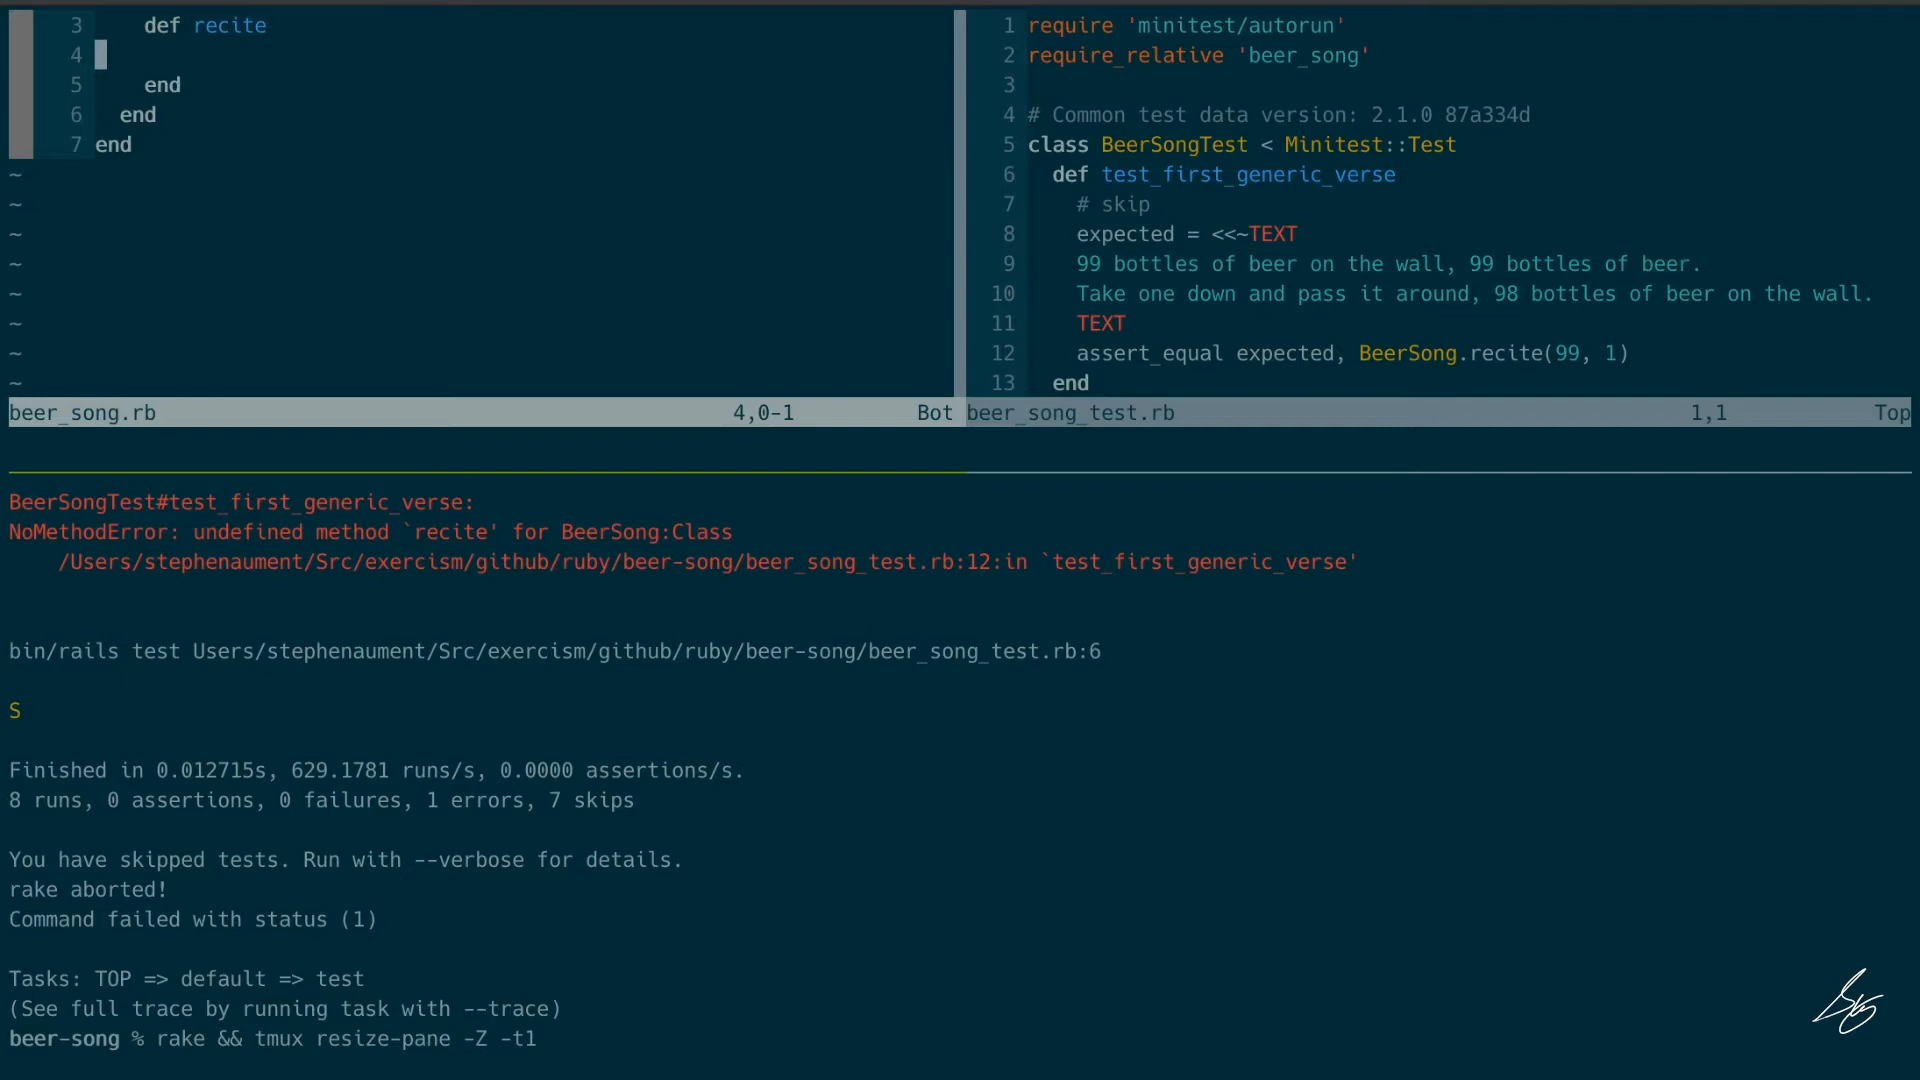 3 def recite
4
5 end
6 end
7 end
~
~
~
~
~
~
~
~
beer_song.rb 4,0-1 Bot
1 require 'minitest/autorun'
2 require_relative 'beer_song'
3
4 # Common test data version: 2.1.0 87a334d
5 class BeerSongTest < Minitest::Test
6 def test_first_generic_verse
7 # skip
8 expected = <<~TEXT
9 99 bottles of beer on the wall, 99 bottles of beer.
10 Take one down and pass it around, 98 bottles of beer on the wall.
11 TEXT
12 assert_equal expected, BeerSong.recite(99, 1)
13 end
beer_song_test.rb 1,1 Top
BeerSongTest#test_first_generic_verse:
NoMethodError: undefined method `recite' for BeerSong:Class
/Users/stephenaument/Src/exercism/github/ruby/beer-song/beer_song_test.rb:12:in `test_first_generic_verse'
bin/rails test Users/stephenaument/Src/exercism/github/ruby/beer-song/beer_song_test.rb:6
S
Finished in 0.012715s, 629.1781 runs/s, 0.0000 assertions/s.
8 runs, 0 assertions, 0 failures, 1 errors, 7 skips
You have skipped tests. Run with --verbose for details.
rake aborted!
Command failed with status (1)
Tasks: TOP => default => test
(See full trace by running task with --trace)
beer-song % rake && tmux resize-pane -Z -t1